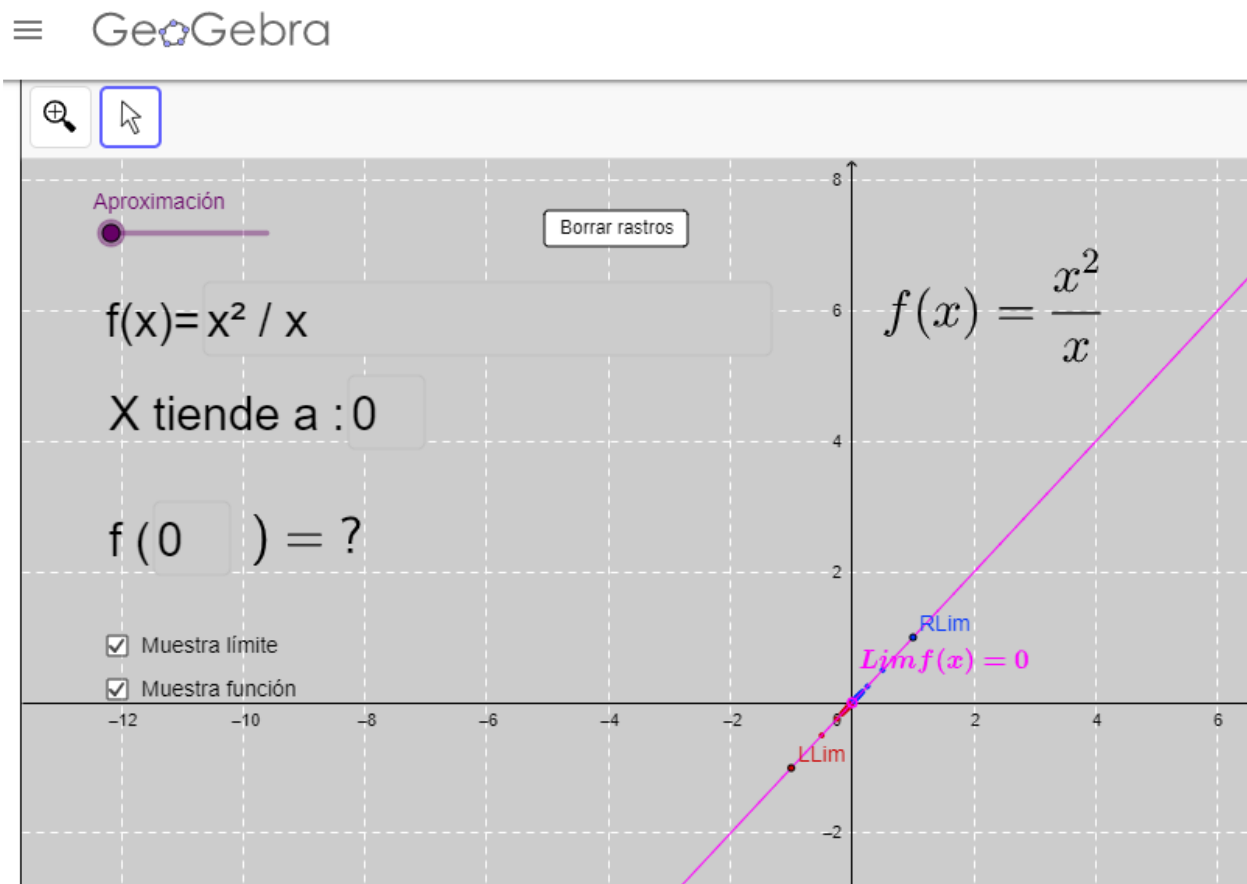 GeoGebra
Aproximación
Borrar rastros
f(x)= x² / x
f(x) = x² / x
X tiende a : 0
f ( 0 ) = ?
Muestra límite
Muestra función
RLim
Lim f(x) = 0
LLim
8
6
4
2
–2
–12 –10 –8 –6 –4 –2 0 2 4 6